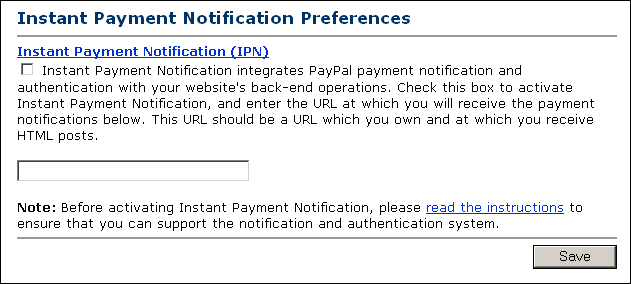 Instant Payment Notification Preferences
Instant Payment Notification (IPN)
Instant Payment Notification integrates PayPal payment notification and
authentication with your website's back-end operations. Check this box to activate
Instant Payment Notification, and enter the URL at which you will receive the payment
notifications below. This URL should be a URL which you own and at which you receive
HTML posts.
Note: Before activating Instant Payment Notification, please read the instructions to
ensure that you can support the notification and authentication system.
Save